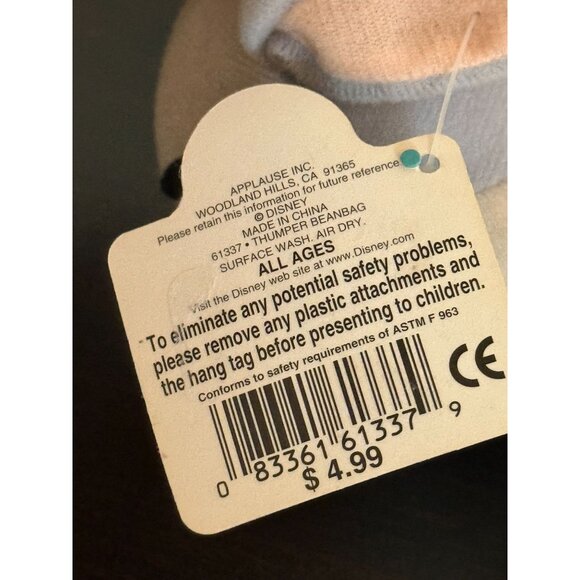 APPLAUSE INC.
WOODLAND HILLS, CA 91365
Please retain this information for future reference
© DISNEY
MADE IN CHINA
61337 • THUMPER BEANBAG
SURFACE WASH. AIR DRY.
ALL AGES
Visit the Disney web site at www.Disney.com
To eliminate any potential safety problems,
please remove any plastic attachments and
the hang tag before presenting to children.
Conforms to safety requirements of ASTM F 963
CE
0 83361 61337 9
$ 4.99